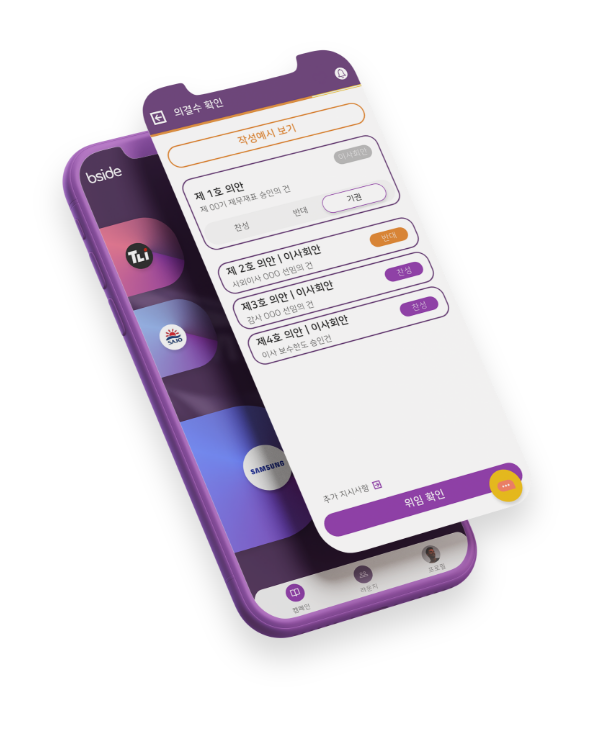 의결수 확인
작성예시 보기
이사회안
제 1호 의안
제 00기 재무재표 승인의 건
찬성
반대
기권
제 2호 의안 | 이사회안
사외이사 OOO 선임의 건
반대
제3호 의안 | 이사회안
감사 OOO 선임의 건
찬성
제4호 의안 | 이사회안
이사 보수한도 승인건
찬성
추가 지시사항
위임 확인
bside
TLi
SAJO
SAMSUNG
캠페인
라운지
프로필